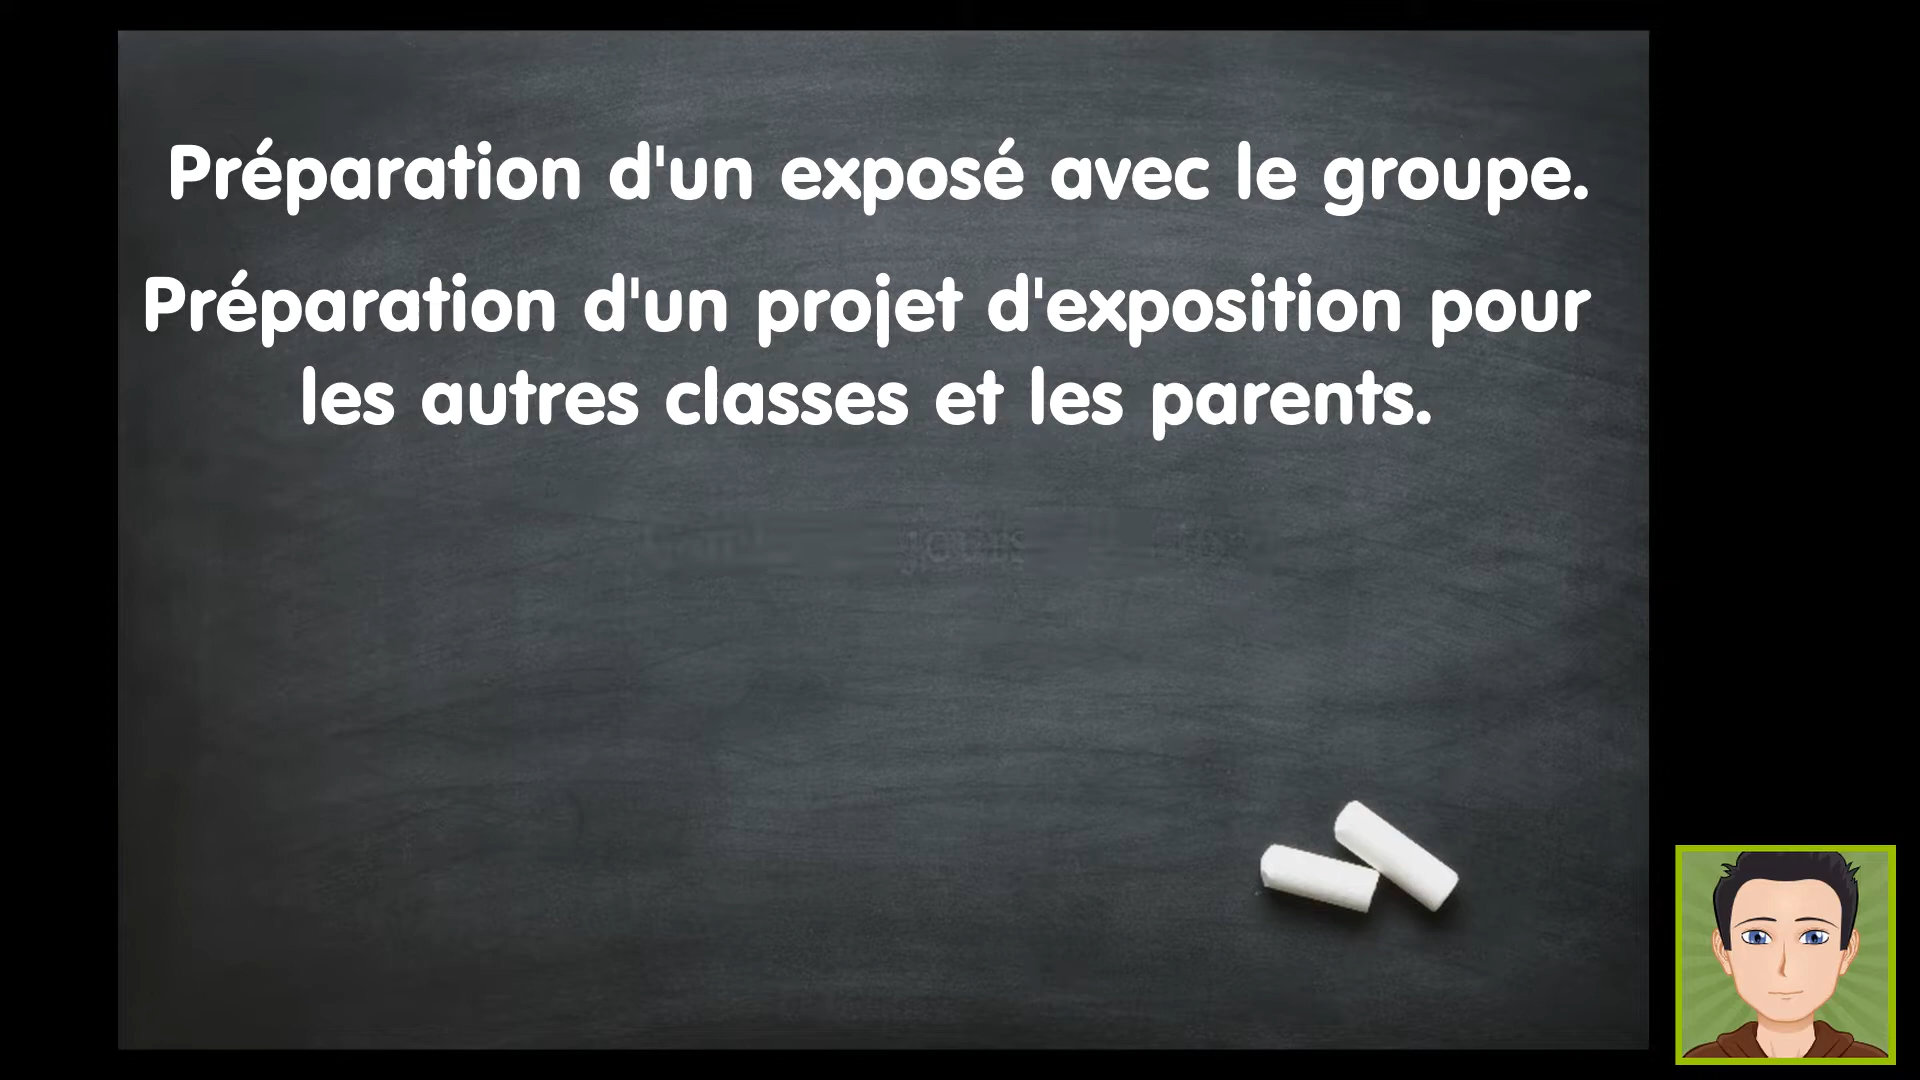 Préparation d'un exposé avec le groupe.
Préparation d'un projet d'exposition pour
les autres classes et les parents.